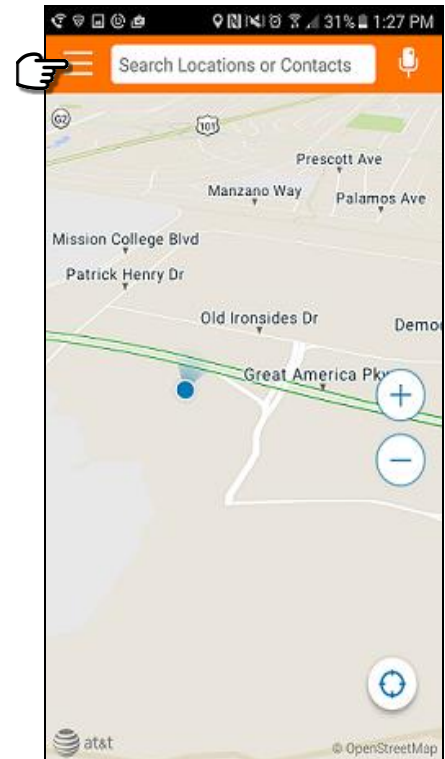 31% 1:27 PM
Search Locations or Contacts
G2
101
Prescott Ave
Manzano Way
Palamos Ave
Mission College Blvd
Patrick Henry Dr
Old Ironsides Dr
Demo
Great America Pkw
at&t
© OpenStreetMap